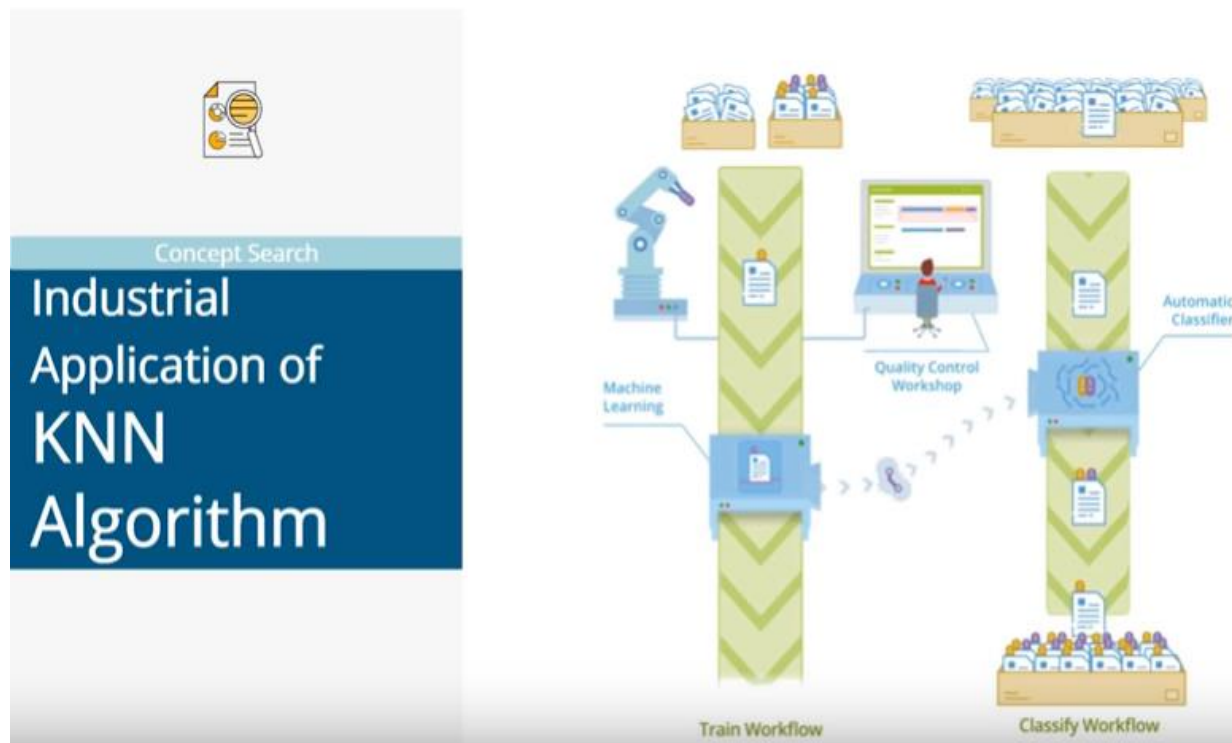 Concept Search
Industrial
Application of
KNN
Algorithm
Machine
Learning
Quality Control
Workshop
Automatic
Classifier
Train Workflow
Classify Workflow